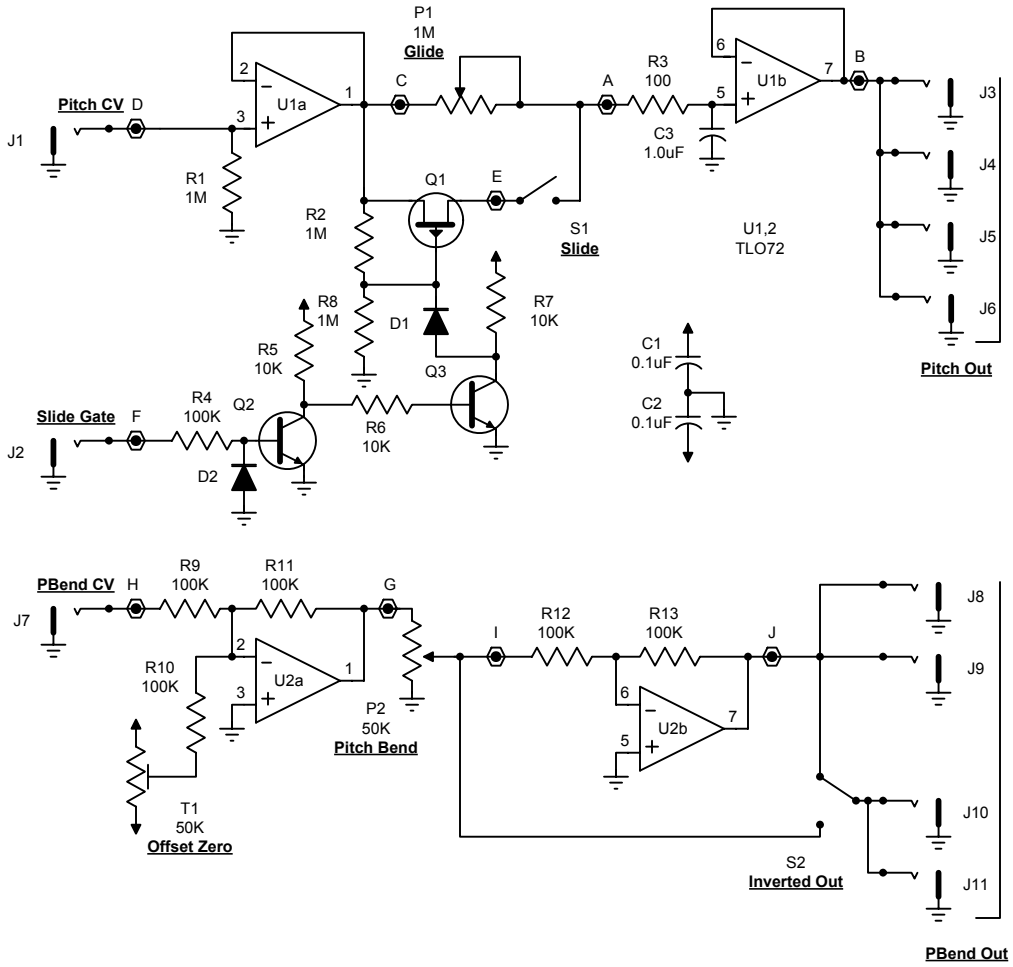 P1
1M
Glide
6
7
B
U1b
5
R3
100
2
U1a
1
C
A
3
Pitch CV
D
J1
R1
1M
C3
1.0uF
J3
J4
J5
J6
Pitch Out
Q1
E
R2
1M
S1
Slide
U1,2
TLO72
R8
1M
D1
R7
10K
R5
10K
Q3
C1
0.1uF
C2
0.1uF
Slide Gate
F
R4
100K
Q2
R6
10K
J2
D2
PBend CV
H
R9
100K
R11
100K
G
J7
R10
100K
2
3
U2a
1
P2
50K
Pitch Bend
I
R12
100K
R13
100K
J
6
5
U2b
7
J8
J9
T1
50K
Offset Zero
J10
S2
Inverted Out
J11
PBend Out